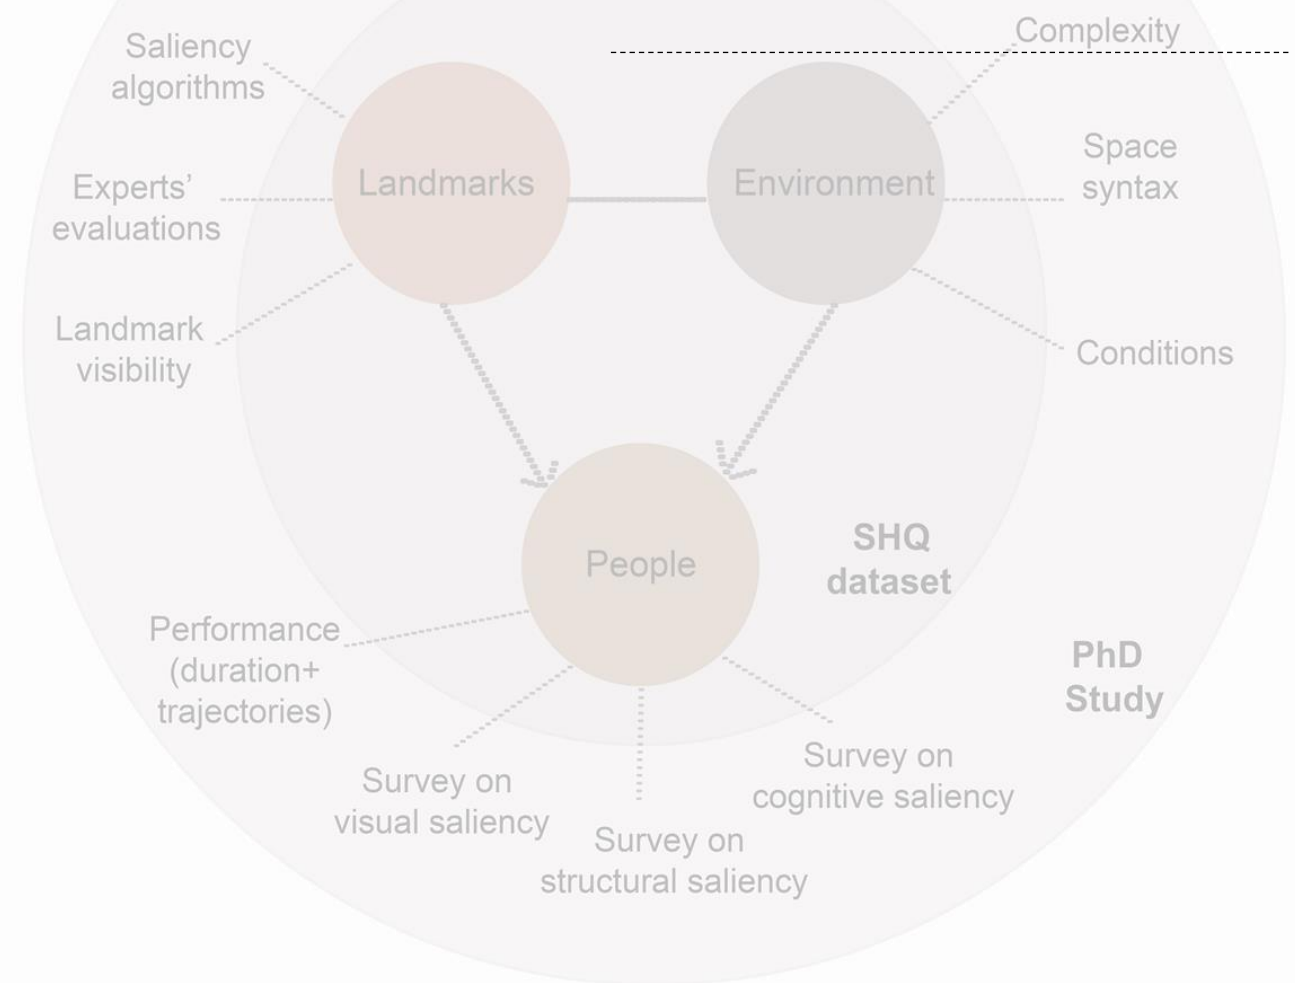 Complexity
Saliency
algorithms
Space
syntax
Landmarks
Environment
Experts’
evaluations
Landmark
visibility
Conditions
SHQ
dataset
People
Performance
(duration+
trajectories)
PhD
Study
Survey on
visual saliency
Survey on
cognitive saliency
Survey on
structural saliency